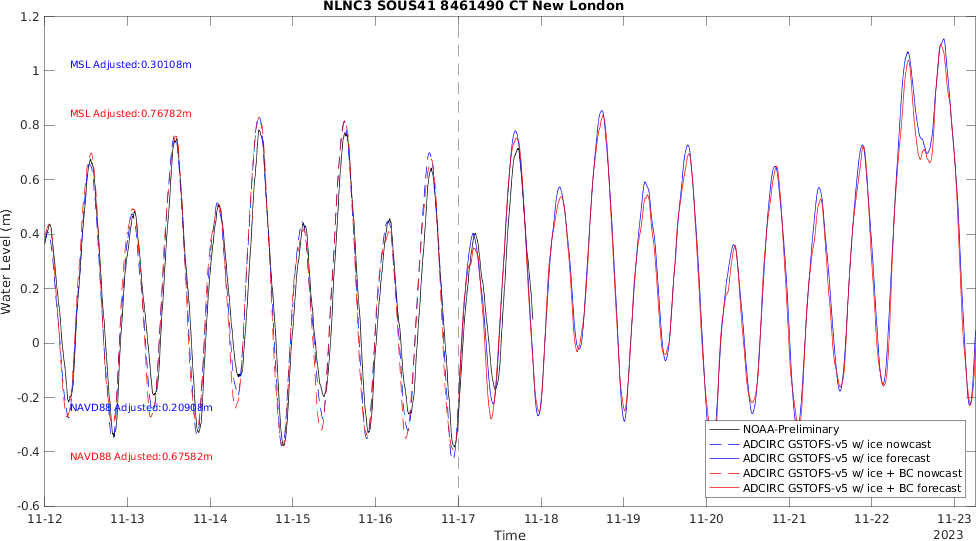 NLNC3 SOUS41 8461490 CT New London
1.2
1
0.8
0.6
0.4
0.2
0
-0.2
-0.4
-0.6
Water Level (m)
MSL Adjusted:0.30108m
MSL Adjusted:0.76782m
NAVD88 Adjusted:0.20908m
NAVD88 Adjusted:0.67582m
NOAA-Preliminary
ADCIRC GSTOFS-v5 w/ ice nowcast
ADCIRC GSTOFS-v5 w/ ice forecast
ADCIRC GSTOFS-v5 w/ ice + BC nowcast
ADCIRC GSTOFS-v5 w/ ice + BC forecast
11-12 11-13 11-14 11-15 11-16 11-17 11-18 11-19 11-20 11-21 11-22 11-23
Time
2023